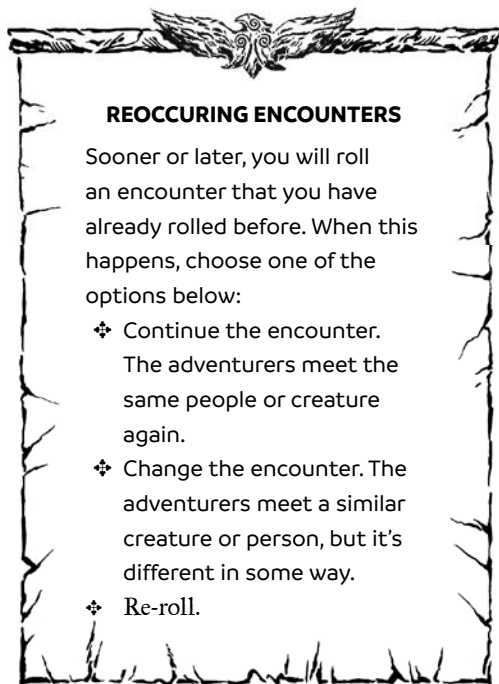 REOCCURING ENCOUNTERS
Sooner or later, you will roll
an encounter that you have
already rolled before. When this
happens, choose one of the
options below:
Continue the encounter.
The adventurers meet the
same people or creature
again.
Change the encounter. The
adventurers meet a similar
creature or person, but it’s
different in some way.
Re-roll.